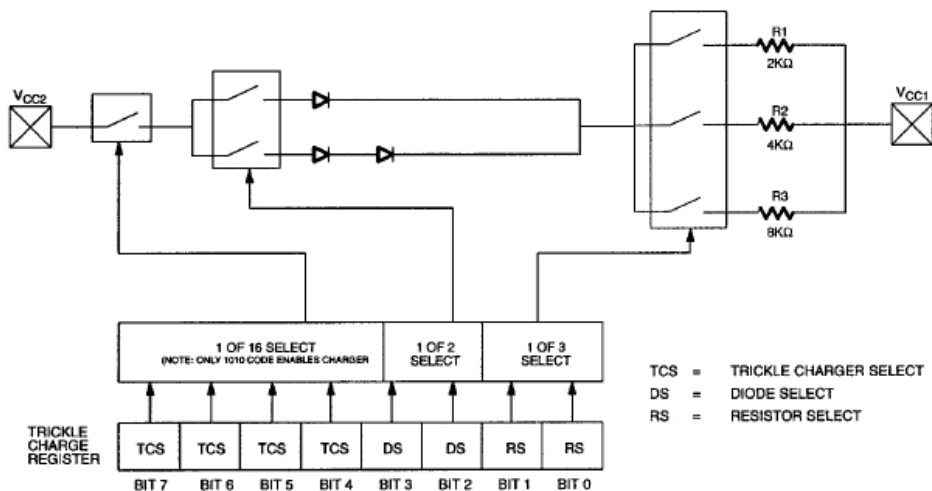 R1
2KΩ
VCC2
VCC1
R2
4KΩ
R3
8KΩ
1 OF 16 SELECT
(NOTE: ONLY 1010 CODE ENABLES CHARGER
1 OF 2
SELECT
1 OF 3
SELECT
TCS = TRICKLE CHARGER SELECT
DS = DIODE SELECT
RS = RESISTOR SELECT
TRICKLE
CHARGE
REGISTER
TCS TCS TCS TCS DS DS RS RS
BIT 7 BIT 6 BIT 5 BIT 4 BIT 3 BIT 2 BIT 1 BIT 0